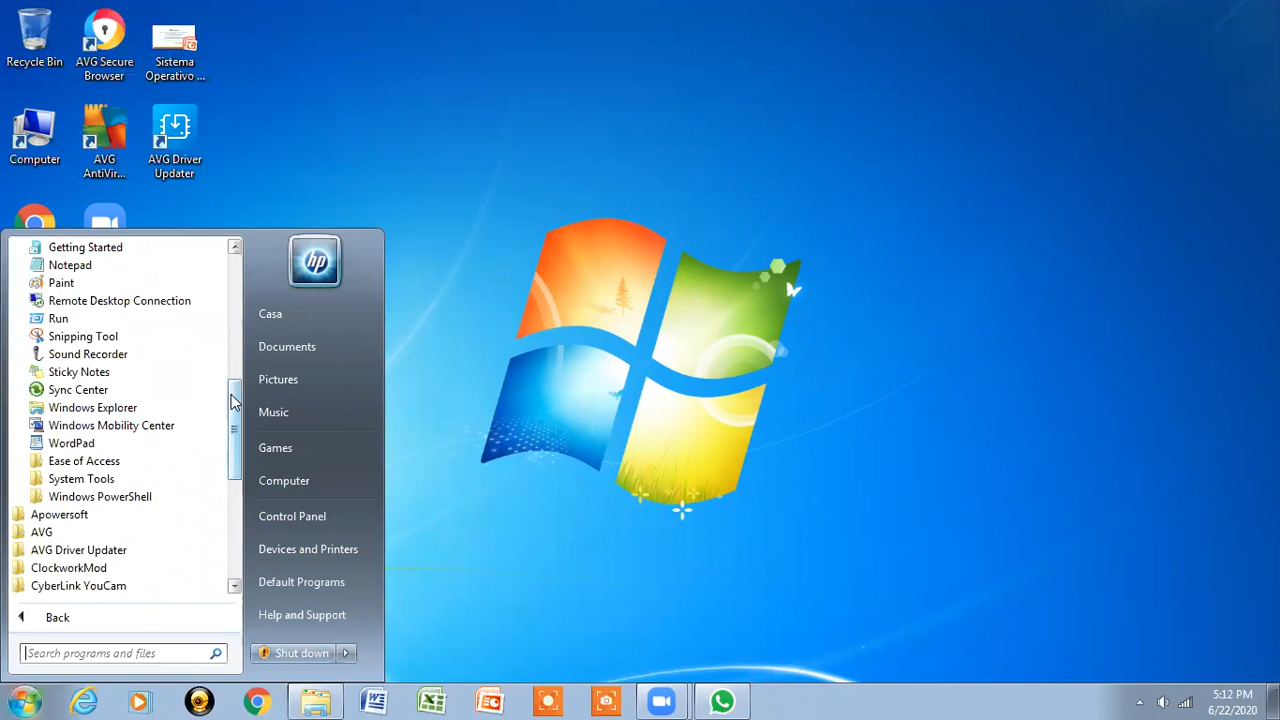 Recycle Bin
AVG Secure
Browser
Sistema
Operativo ...
Computer
AVG
AntiVir...
AVG Driver
Updater
Getting Started
Notepad
Paint
Remote Desktop Connection
Run
Snipping Tool
Sound Recorder
Sticky Notes
Sync Center
Windows Explorer
Windows Mobility Center
WordPad
Ease of Access
System Tools
Windows PowerShell
Apowersoft
AVG
AVG Driver Updater
ClockworkMod
CyberLink YouCam
Back
Search programs and files
hp
Casa
Documents
Pictures
Music
Games
Computer
Control Panel
Devices and Printers
Default Programs
Help and Support
Shut down
5:12 PM
6/22/2020